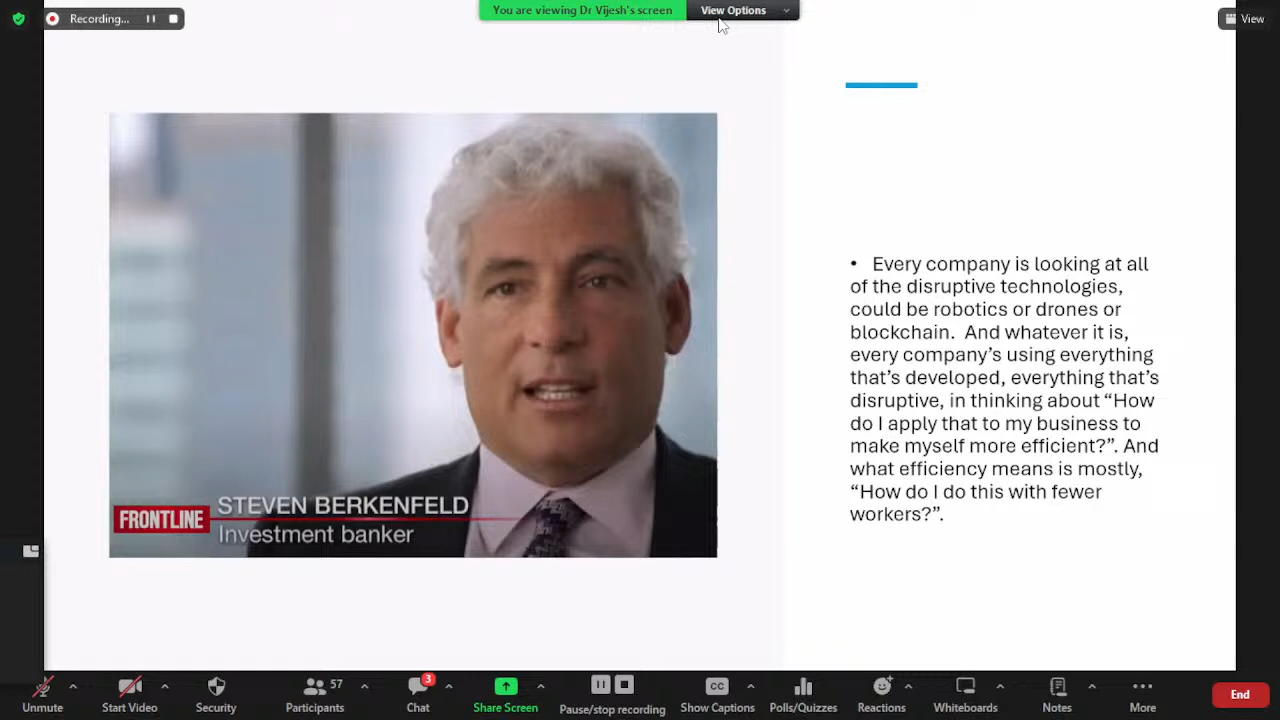 Recording...
You are viewing Dr Vijesh's screen
View Options
View
• Every company is looking at all
of the disruptive technologies,
could be robotics or drones or
blockchain. And whatever it is,
every company’s using everything
that’s developed, everything that’s
disruptive, in thinking about “How
do I apply that to my business to
make myself more efficient?”. And
what efficiency means is mostly,
“How do I do this with fewer
workers?”.
STEVEN BERKENFELD
FRONTLINE
Investment banker
Unmute
Start Video
Security
57
Participants
3
Chat
Share Screen
Pause/stop recording
CC
Show Captions
Polls/Quizzes
Reactions
Whiteboards
Notes
More
End